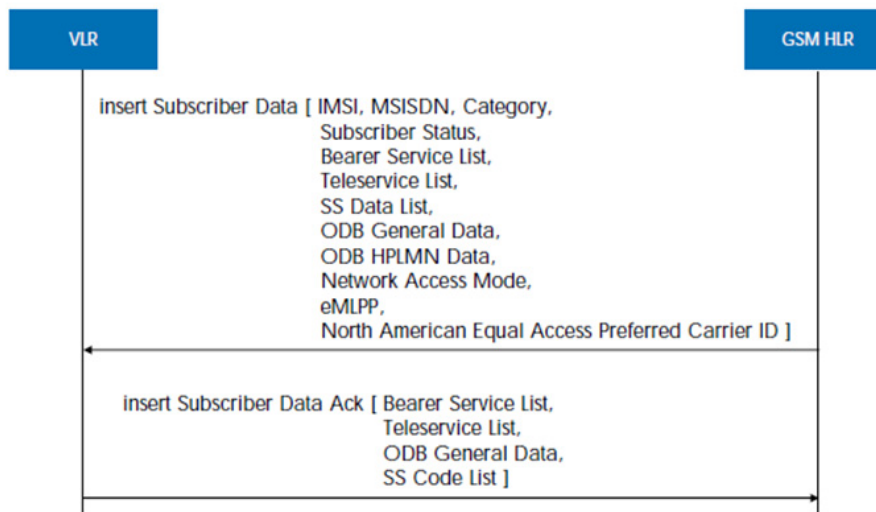 VLR
GSM HLR
insert Subscriber Data [ IMSI, MSISDN, Category,
Subscriber Status,
Bearer Service List,
Teleservice List,
SS Data List,
ODB General Data,
ODB HPLMN Data,
Network Access Mode,
eMLPP,
North American Equal Access Preferred Carrier ID ]
insert Subscriber Data Ack [ Bearer Service List,
Teleservice List,
ODB General Data,
SS Code List ]